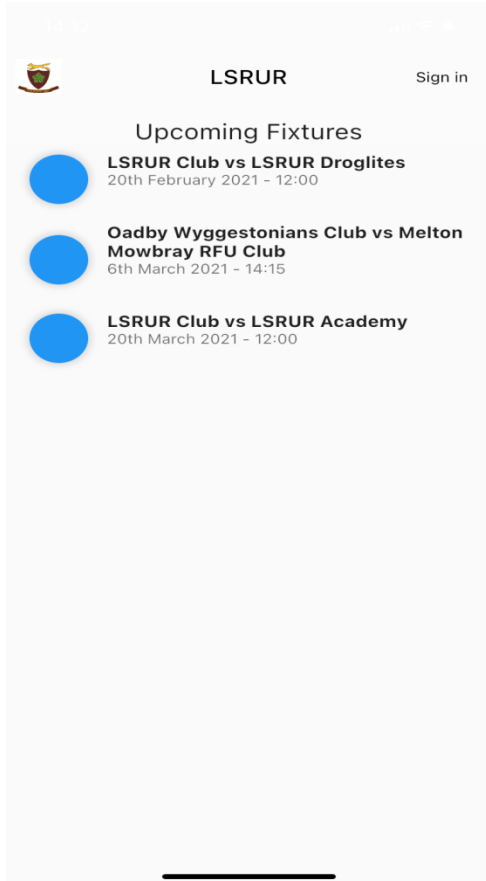 LSRUR
Sign in
Upcoming Fixtures
LSRUR Club vs LSRUR Droglites
20th February 2021 - 12:00
Oadby Wyggestonians Club vs Melton
Mowbray RFU Club
6th March 2021 - 14:15
LSRUR Club vs LSRUR Academy
20th March 2021 - 12:00